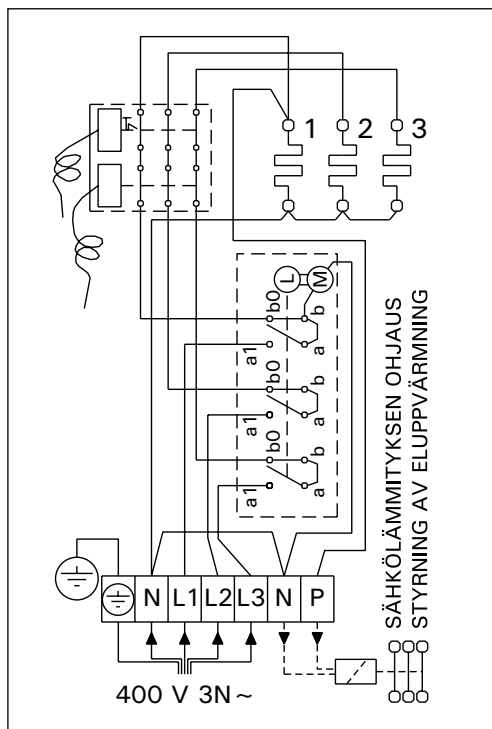 1 2 3
L M
b0 b
a1 a
b0 b
a1 a
b0 b
a1 a
SÄHKÖLÄMMITYKSEN OHJAUS
STYRNING AV ELUPPVÄRMNING
N L1 L2 L3 N P
400 V 3N~